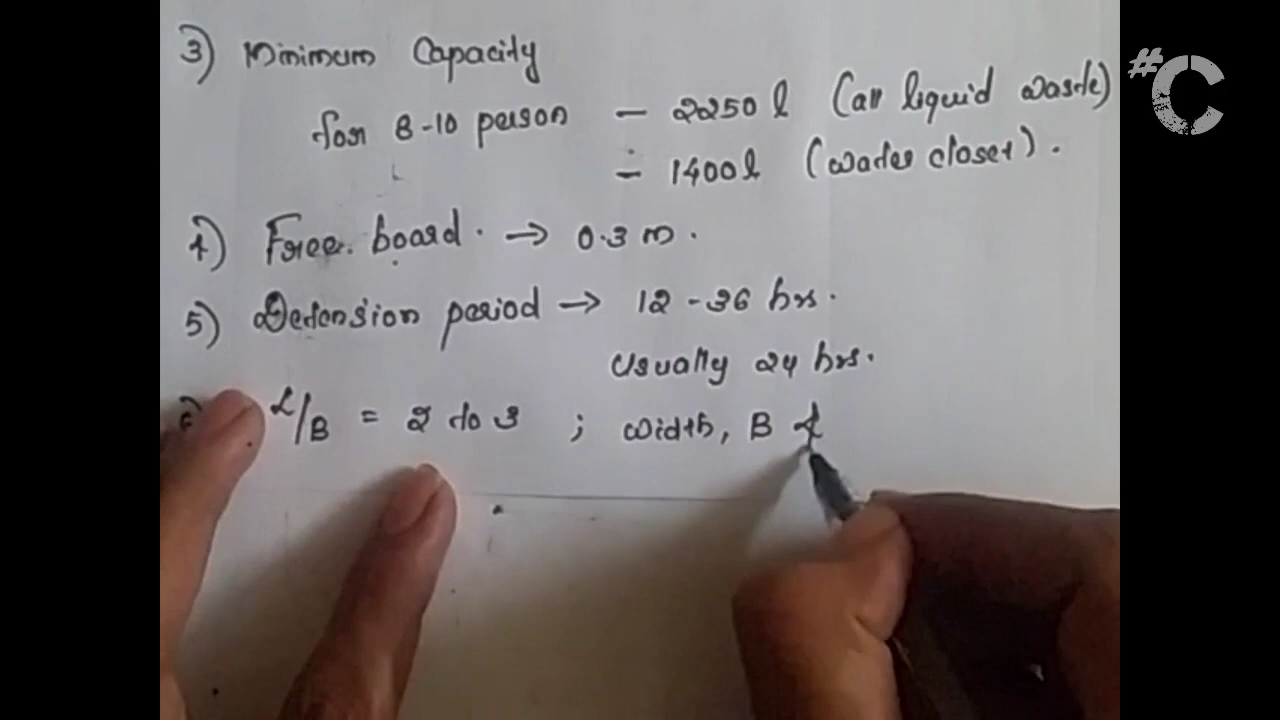 3) Minimum Capacity
for 8-10 person - 2250 l (all liquid waste)
- 1400 l (water closet).
4) Free board. → 0.3 m.
5) Detension period → 12 - 36 hrs.
Usually 24 hrs.
L/B = 2 to 3 ; width, B
#C